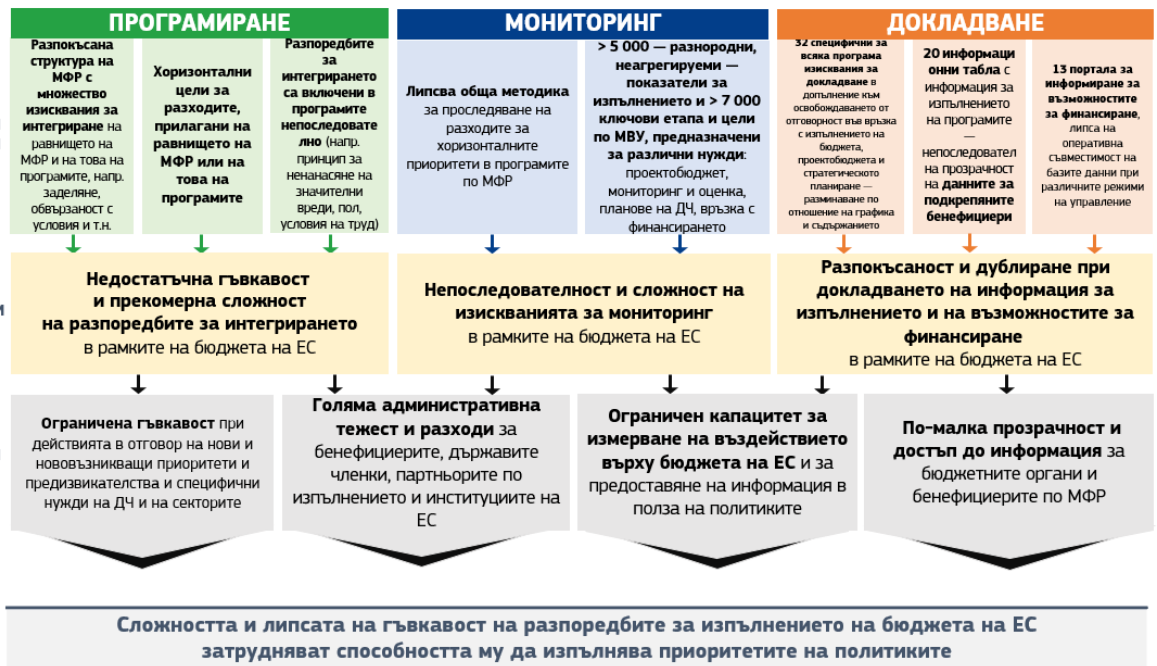 ПРОГРАМИРАНЕ
Разпокъсана
структура на
МФР с
множество
изисквания за
интегриране на
равнището на
МФР и на това на
програмите, напр.
заделяне,
обвързаност с
условия и т.н.
Хоризонтални
цели за
разходите,
прилагани на
равнището на
МФР или на
това на
програмите
Разпоредбите
за
интегрирането
са включени в
програмите
непоследовате
лно (напр.
принцип за
ненанасяне на
значителни
вреди, пол,
условия на труд)
МОНИТОРИНГ
Липсва обща методика
за проследяване на
разходите за
хоризонталните
приоритети в програмите
по МФР
> 5 000 — разнородни,
неагрегируеми —
показатели за
изпълнението и > 7 000
ключови етапа и цели
по МВУ, предназначени
за различни нужди:
проектобюджет,
мониторинг и оценка,
планове на ДЧ, връзка с
финансирането
ДОКЛАДВАНЕ
32 специфични за
всяка програма
изисквания за
докладване в
допълнение към
освобождаването от
отговорност във връзка
с изпълнението на
бюджета,
проектобюджета и
стратегическото
планиране —
разминаване по
отношение на графика
и съдържанието
20 информаци
онни табла с
информация за
изпълнението
на програмите
—
непоследовател
на прозрачност
на данните за
подкрепяните
бенефициери
13 портала за
информиране за
възможностите
за финансиране,
липса на
оперативна
съвместимост на
базите данни при
различните режими
на управление
Недостатъчна гъвкавост
и прекомерна сложност
на разпоредбите за интегрирането
в рамките на бюджета на ЕС
Непоследователност и сложност на
изискванията за мониторинг
в рамките на бюджета на ЕС
Разпокъсаност и дублиране при
докладването на информация за
изпълнението и на възможностите за
финансиране
в рамките на бюджета на ЕС
Ограничена гъвкавост при
действията в отговор на нови и
нововъзникващи приоритети и
предизвикателства и специфични
нужди на ДЧ и на секторите
Голяма административна
тежест и разходи за
бенефициерите, държавите
членки, партньорите по
изпълнението и институциите на
ЕС
Ограничен капацитет за
измерване на въздействието
върху бюджета на ЕС и за
предоставяне на информация в
полза на политиките
По-малка прозрачност и
достъп до информация за
бюджетните органи и
бенефициерите по МФР
Сложността и липсата на гъвкавост на разпоредбите за изпълнението на бюджета на ЕС
затрудняват способността му да изпълнява приоритетите на политиките